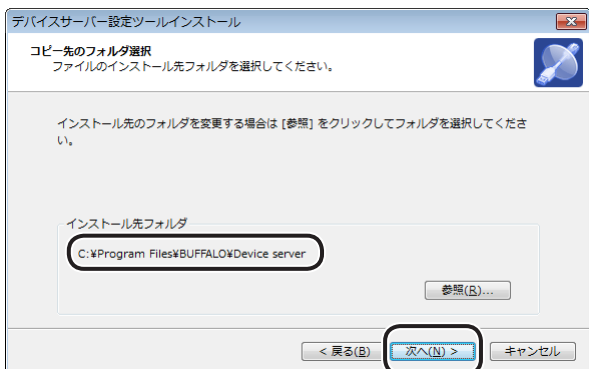 デバイスサーバー設定ツールインストール
コピー先のフォルダ選択
ファイルのインストール先フォルダを選択してください。
インストール先のフォルダを変更する場合は [参照] をクリックしてフォルダを選択してくださ
い。
インストール先フォルダ
C:¥Program Files¥BUFFALO¥Device server
参照(R)...
< 戻る(B)
次へ(N) >
キャンセル